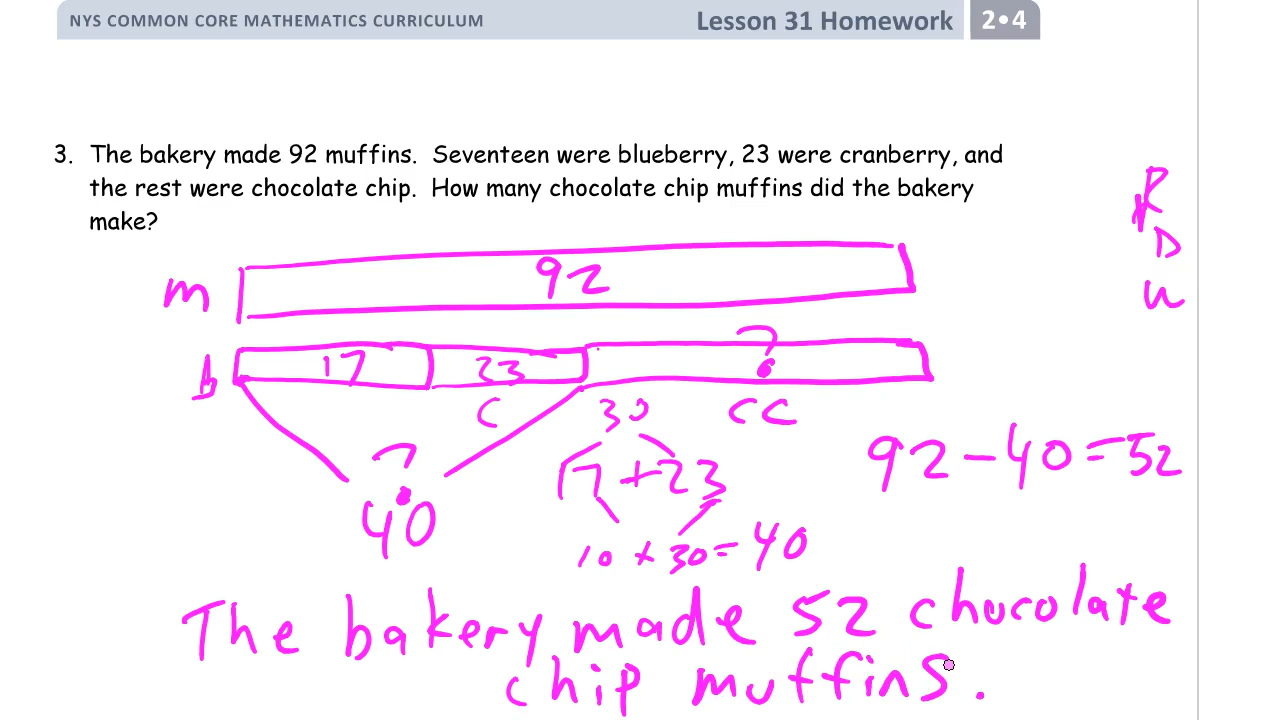 NYS COMMON CORE MATHEMATICS CURRICULUM Lesson 31 Homework 2•4
3. The bakery made 92 muffins. Seventeen were blueberry, 23 were cranberry, and
the rest were chocolate chip. How many chocolate chip muffins did the bakery
make?
R
D
W
m 92
b 17 23 ?
C 30 CC
? 17 + 23 92 - 40 = 52
40 10 + 30 = 40
The bakery made 52 chocolate
chip muffins.